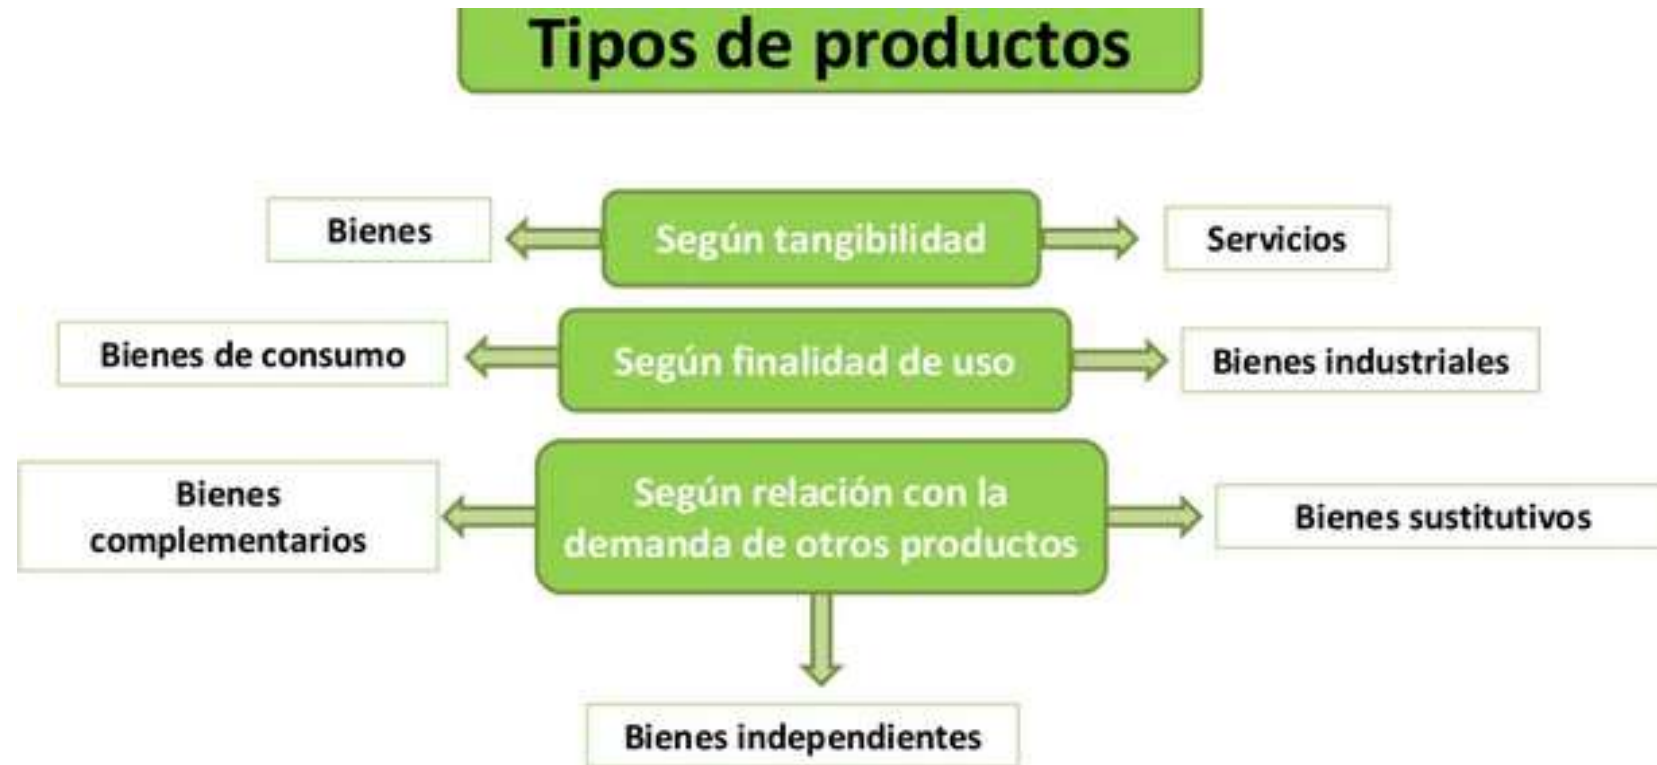 Tipos de productos
Bienes
Según tangibilidad
Servicios
Bienes de consumo
Según finalidad de uso
Bienes industriales
Bienes
complementarios
Según relación con la
demanda de otros productos
Bienes sustitutivos
Bienes independientes